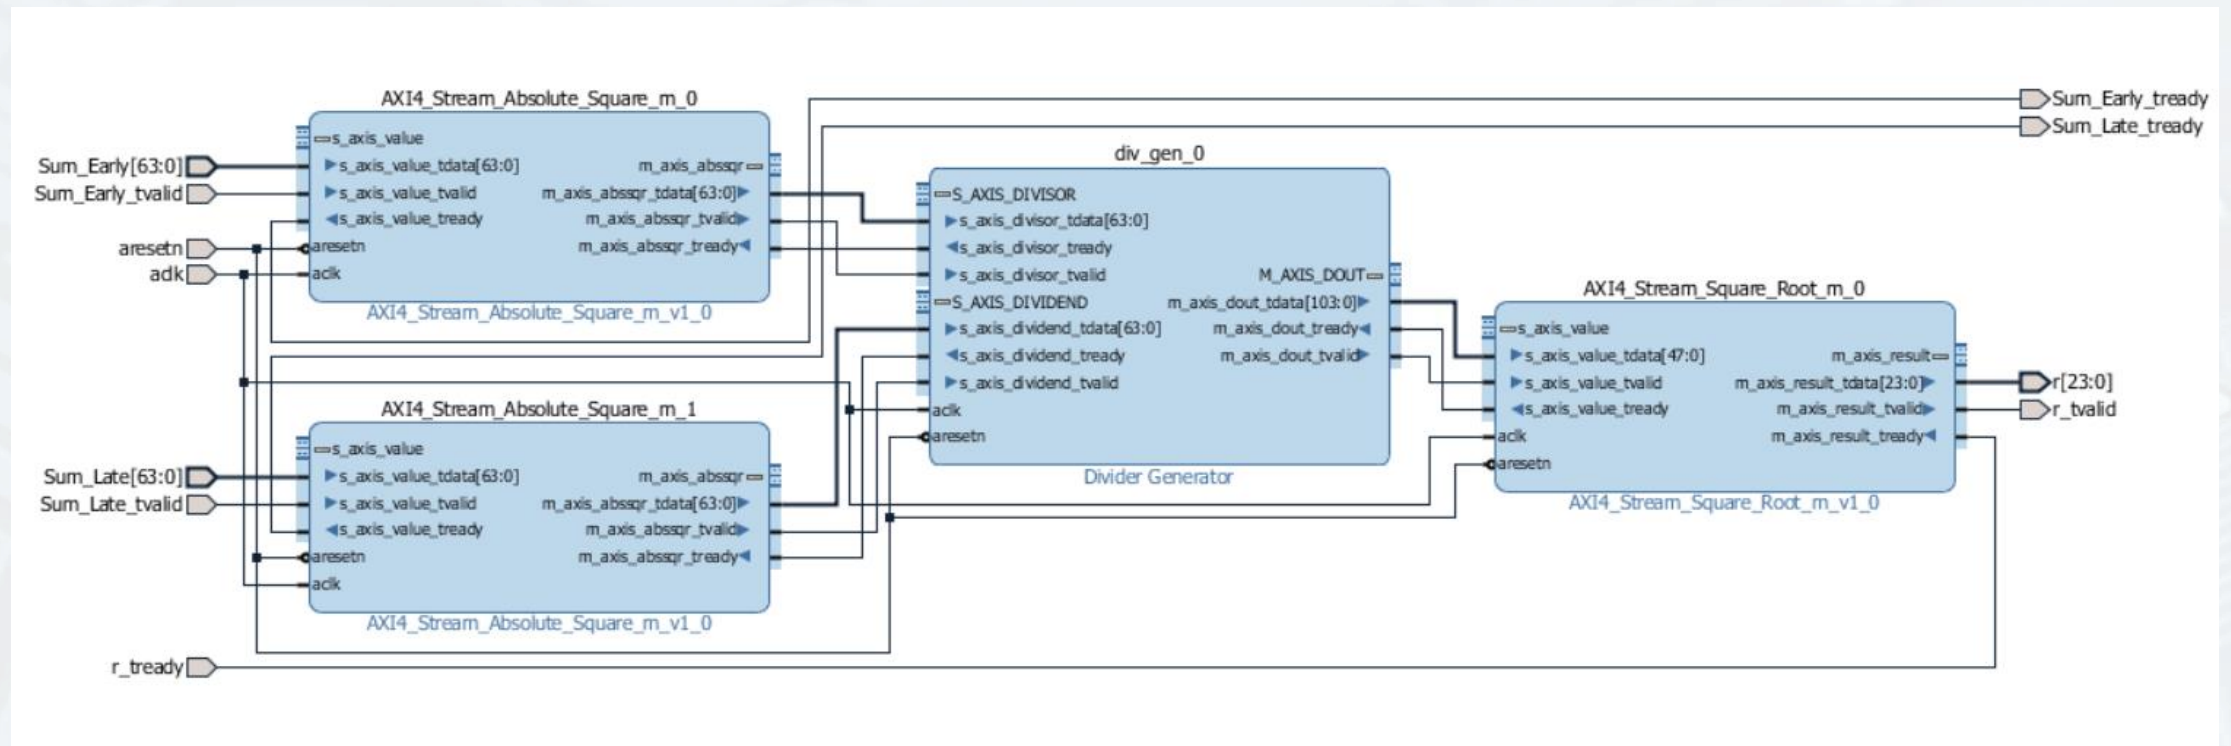 AXI4_Stream_Absolute_Square_m_0
s_axis_value
Sum_Early[63:0]
s_axis_value_tdata[63:0]
m_axis_abssqr
Sum_Early_tvalid
s_axis_value_tvalid
m_axis_abssqr_tdata[63:0]
s_axis_value_tready
m_axis_abssqr_tvalid
aresetn
aresetn
m_axis_abssqr_tready
aclk
aclk
AXI4_Stream_Absolute_Square_m_v1_0
AXI4_Stream_Absolute_Square_m_1
s_axis_value
Sum_Late[63:0]
s_axis_value_tdata[63:0]
m_axis_abssqr
Sum_Late_tvalid
s_axis_value_tvalid
m_axis_abssqr_tdata[63:0]
s_axis_value_tready
m_axis_abssqr_tvalid
aresetn
m_axis_abssqr_tready
aclk
AXI4_Stream_Absolute_Square_m_v1_0
r_tready
div_gen_0
S_AXIS_DIVISOR
s_axis_divisor_tdata[63:0]
s_axis_divisor_tready
s_axis_divisor_tvalid
M_AXIS_DOUT
S_AXIS_DIVIDEND
m_axis_dout_tdata[103:0]
s_axis_dividend_tdata[63:0]
m_axis_dout_tready
s_axis_dividend_tready
m_axis_dout_tvalid
s_axis_dividend_tvalid
aclk
aresetn
Divider Generator
AXI4_Stream_Square_Root_m_0
s_axis_value
s_axis_value_tdata[47:0]
m_axis_result
s_axis_value_tvalid
m_axis_result_tdata[23:0]
s_axis_value_tready
m_axis_result_tvalid
aclk
m_axis_result_tready
aresetn
AXI4_Stream_Square_Root_m_v1_0
Sum_Early_tready
Sum_Late_tready
r[23:0]
r_tvalid